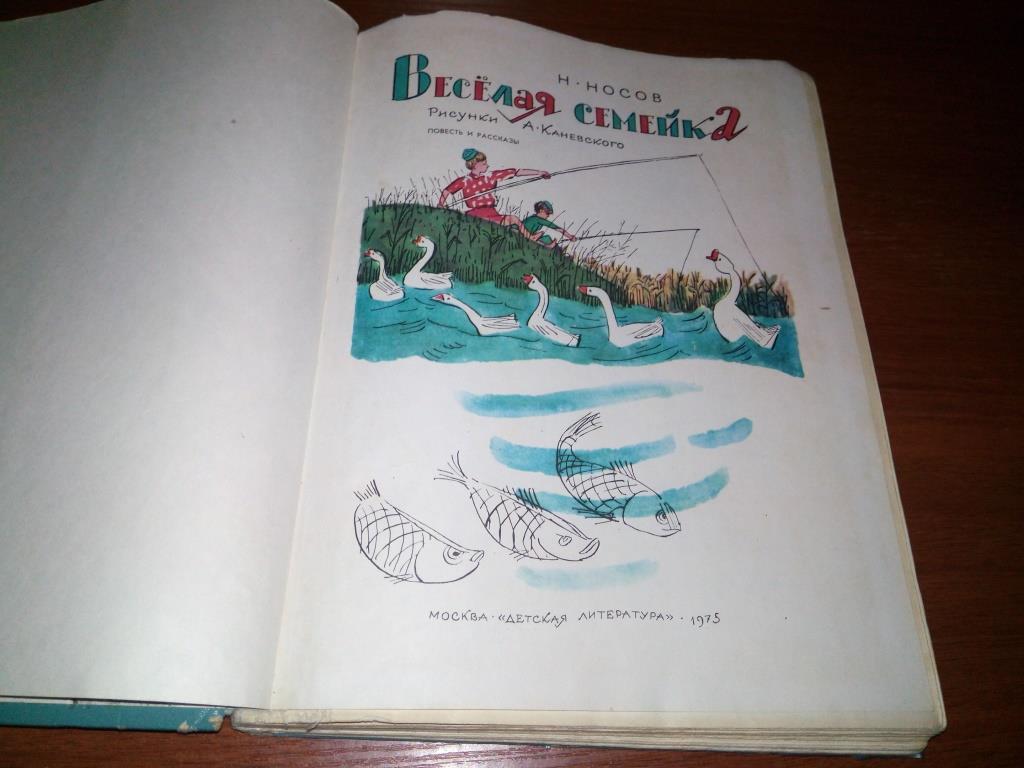 Н·НОСОВ
ВЕСЁЛАЯ СЕМЕЙКА
РИСУНКИ А·КАНЕВСКОГО
ПОВЕСТЬ И РАССКАЗЫ
МОСКВА·«ДЕТСКАЯ ЛИТЕРАТУРА»·1975